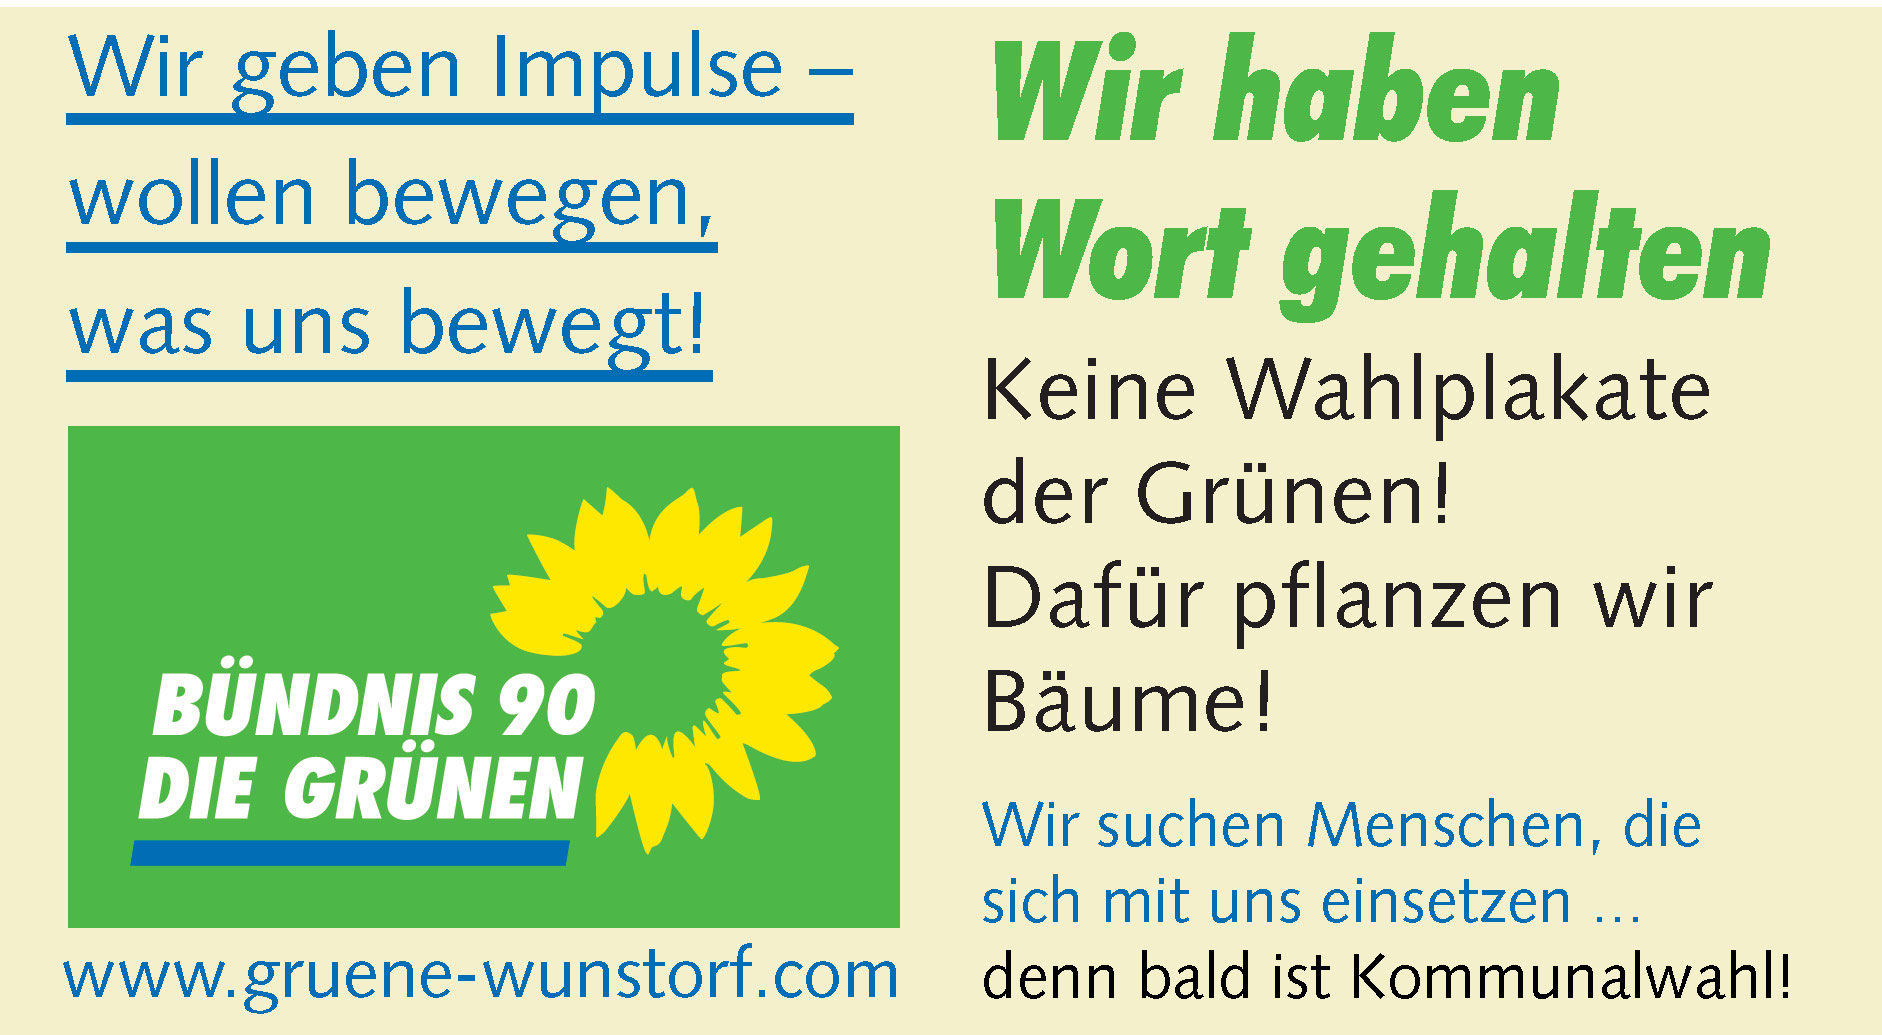 Wir geben Impulse –
wollen bewegen,
was uns bewegt!
BÜNDNIS 90
DIE GRÜNEN
www.gruene-wunstorf.com
Wir haben
Wort gehalten
Keine Wahlplakate
der Grünen!
Dafür pflanzen wir
Bäume!
Wir suchen Menschen, die
sich mit uns einsetzen ...
denn bald ist Kommunalwahl!